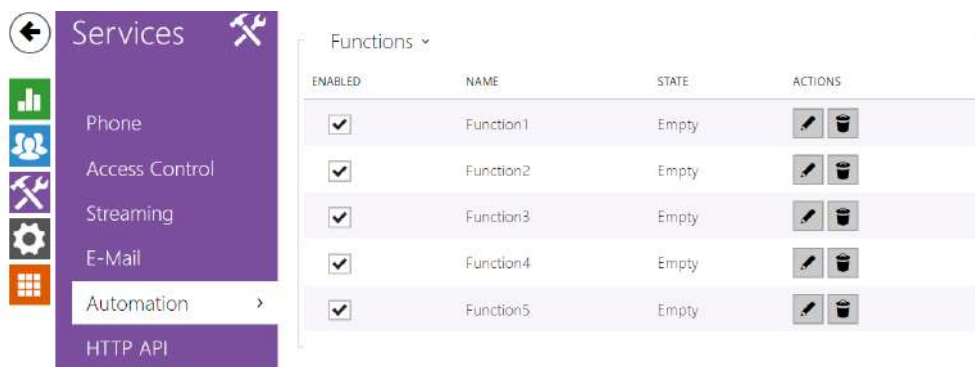 Services
Phone
Access Control
Streaming
E-Mail
Automation
HTTP API
Functions
ENABLED NAME STATE ACTIONS
Function1 Empty
Function2 Empty
Function3 Empty
Function4 Empty
Function5 Empty